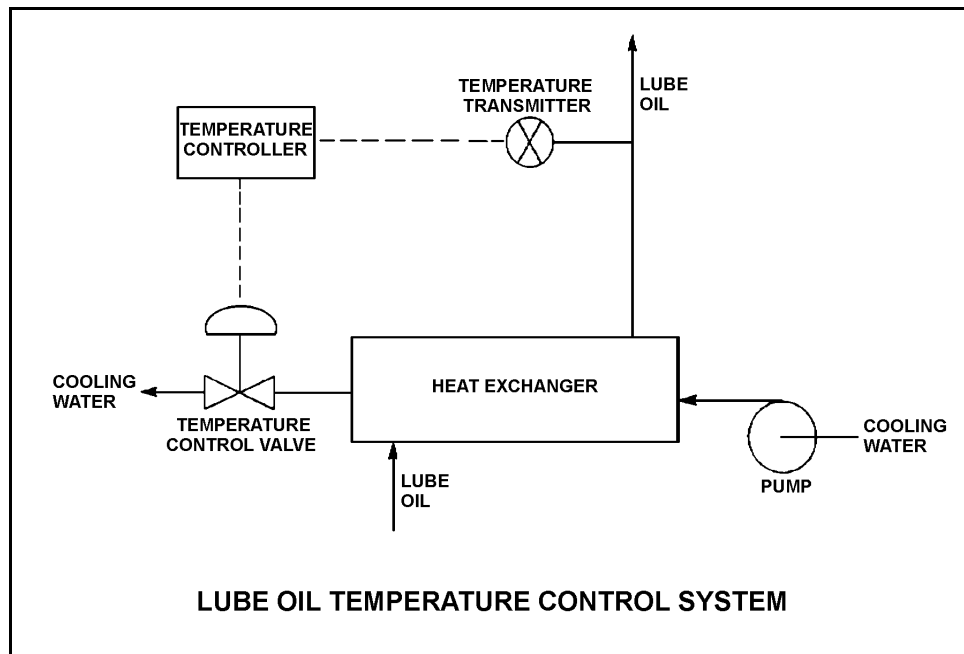 TEMPERATURE
TRANSMITTER
LUBE
OIL
TEMPERATURE
CONTROLLER
HEAT EXCHANGER
COOLING
WATER
TEMPERATURE
CONTROL VALVE
COOLING
WATER
LUBE
OIL
PUMP
LUBE OIL TEMPERATURE CONTROL SYSTEM